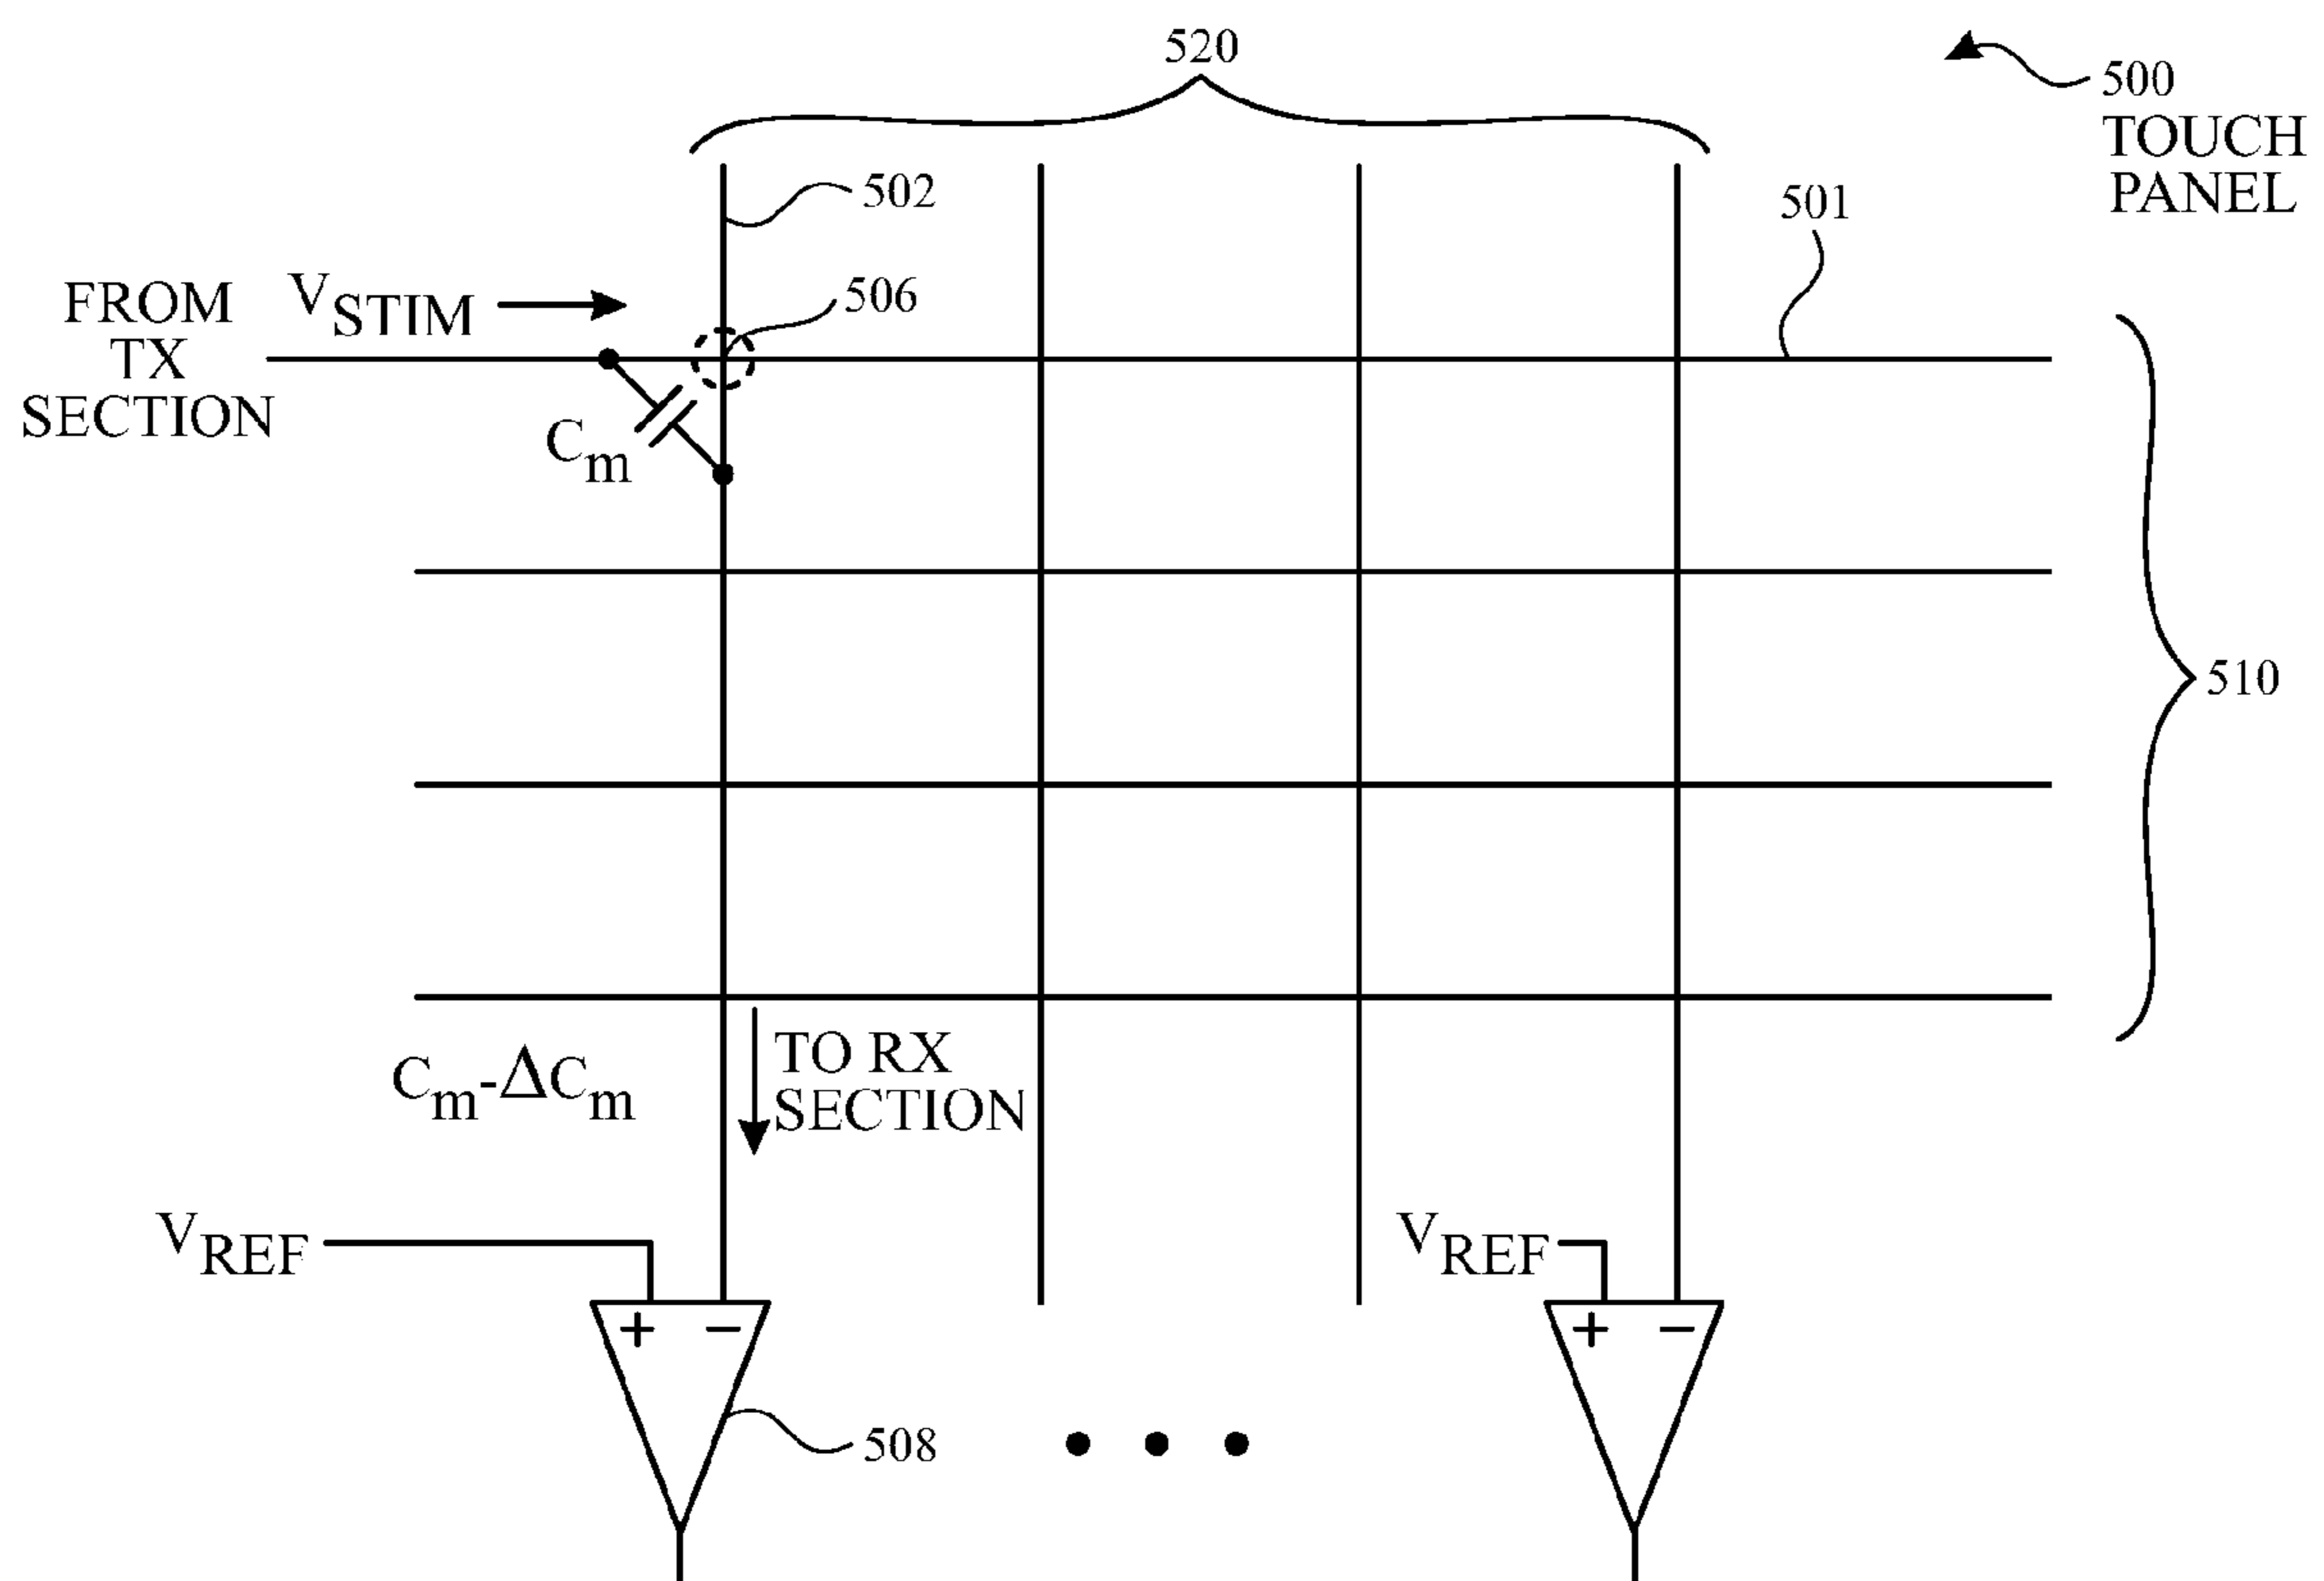 520
500
TOUCH
PANEL
502
501
FROM
TX
SECTION
VSTIM
506
Cm
510
Cm-ΔCm
TO RX
SECTION
VREF
VREF
+ −
+ −
508